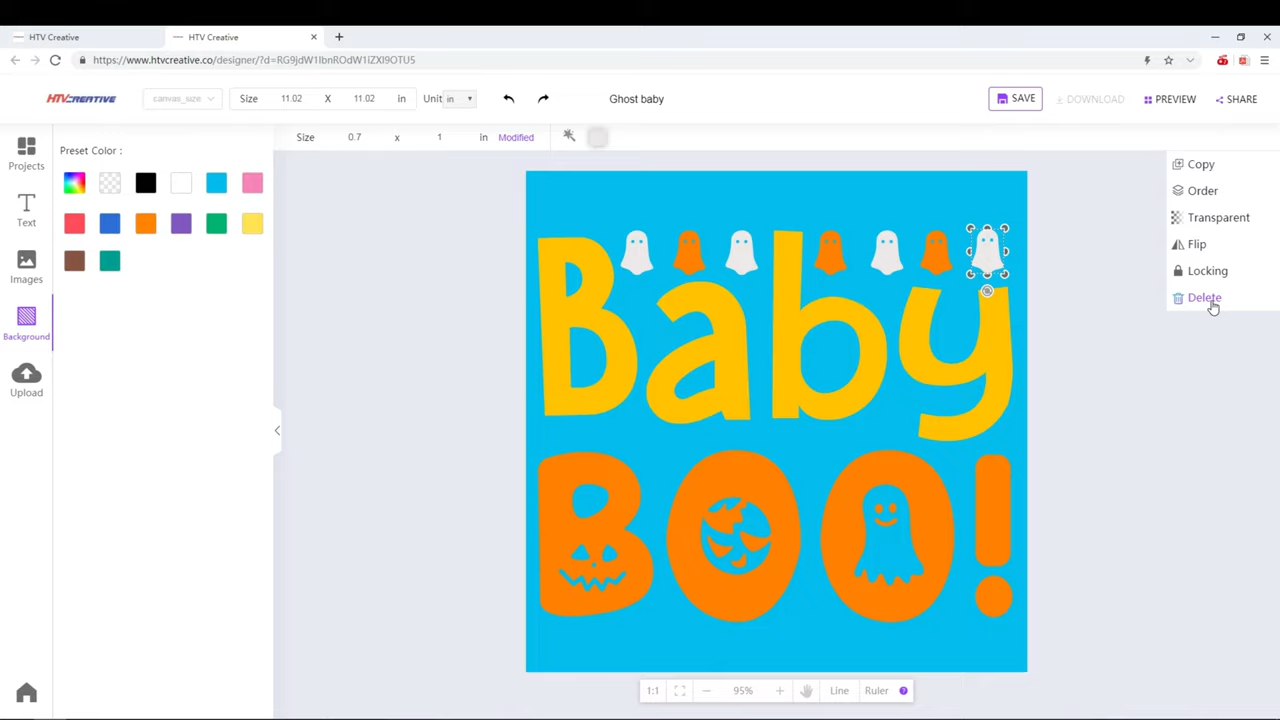 HTV Creative
HTV Creative
https://www.htvcreative.co/designer/?d=RG9jdW1lbnROdW1iZXI9OTU5
HTVCREATIVE
canvas_size
Size 11.02 X 11.02 in
Unit in
Ghost baby
SAVE
DOWNLOAD
PREVIEW
SHARE
Size 0.7 x 1 in Modified
Projects
Text
Images
Background
Upload
Preset Color :
Baby
BOO!
Copy
Order
Transparent
Flip
Locking
Delete
1:1
95%
Line
Ruler
?